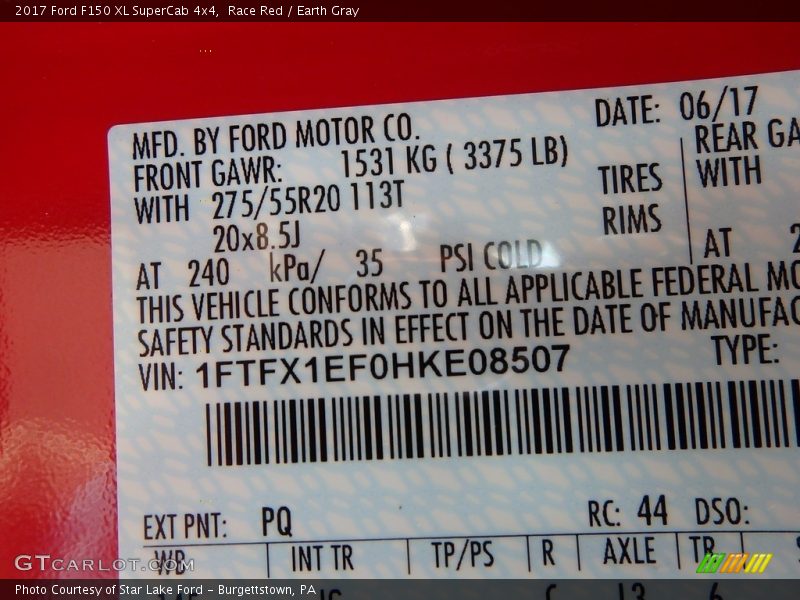 2017 Ford F150 XL SuperCab 4x4, Race Red / Earth Gray
MFD. BY FORD MOTOR CO.
DATE: 06/17
FRONT GAWR: 1531 KG ( 3375 LB)
REAR GA
WITH 275/55R20 113T
TIRES
WITH
20x8.5J
RIMS
AT 240 kPa/ 35 PSI COLD
AT 2
THIS VEHICLE CONFORMS TO ALL APPLICABLE FEDERAL MO
SAFETY STANDARDS IN EFFECT ON THE DATE OF MANUFAC
VIN: 1FTFX1EF0HKE08507
TYPE:
EXT PNT: PQ
RC: 44 DSO:
WB INT TR TP/PS R AXLE TR
GTCARLOT.COM
Photo Courtesy of Star Lake Ford - Burgettstown, PA